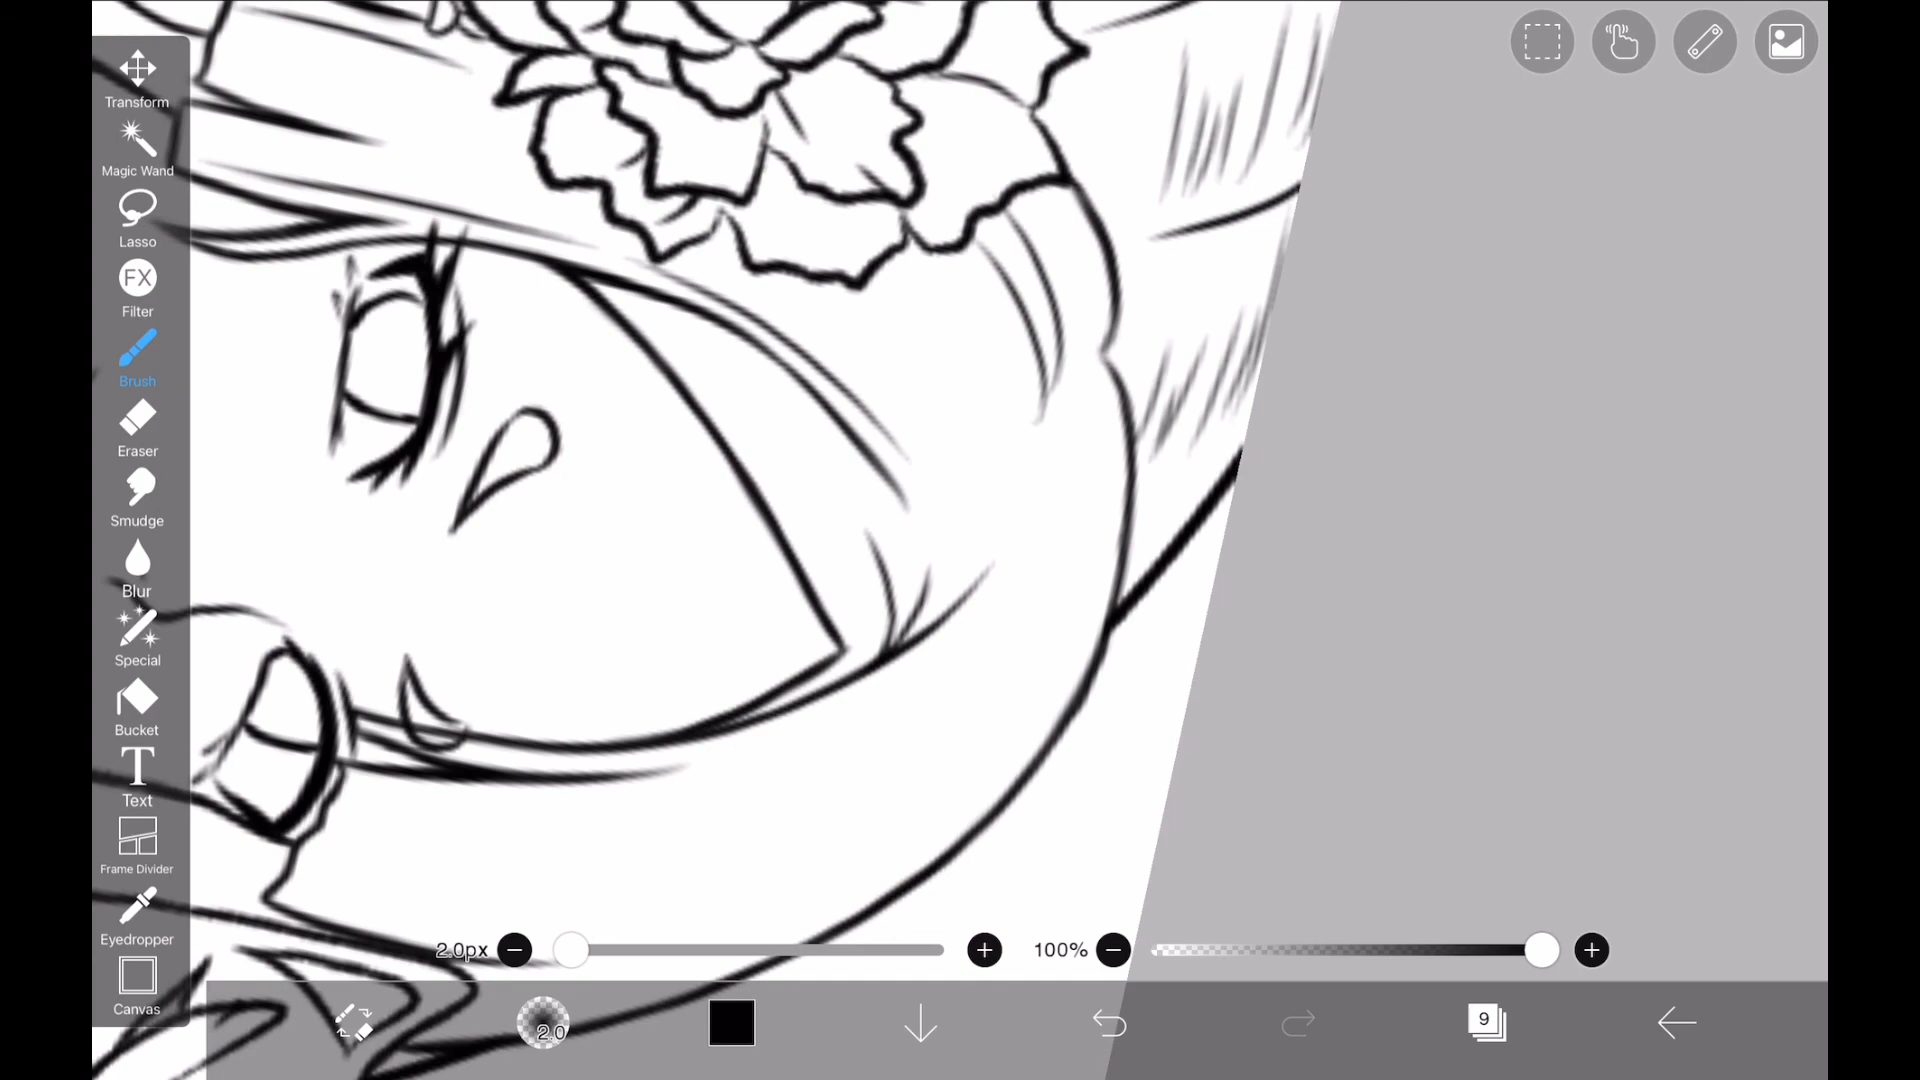 Transform
Magic Wand
Lasso
FX
Filter
Brush
Eraser
Smudge
Blur
Special
Bucket
T
Text
Frame Divider
Eyedropper
Canvas
2.0px
100%
2.0
9